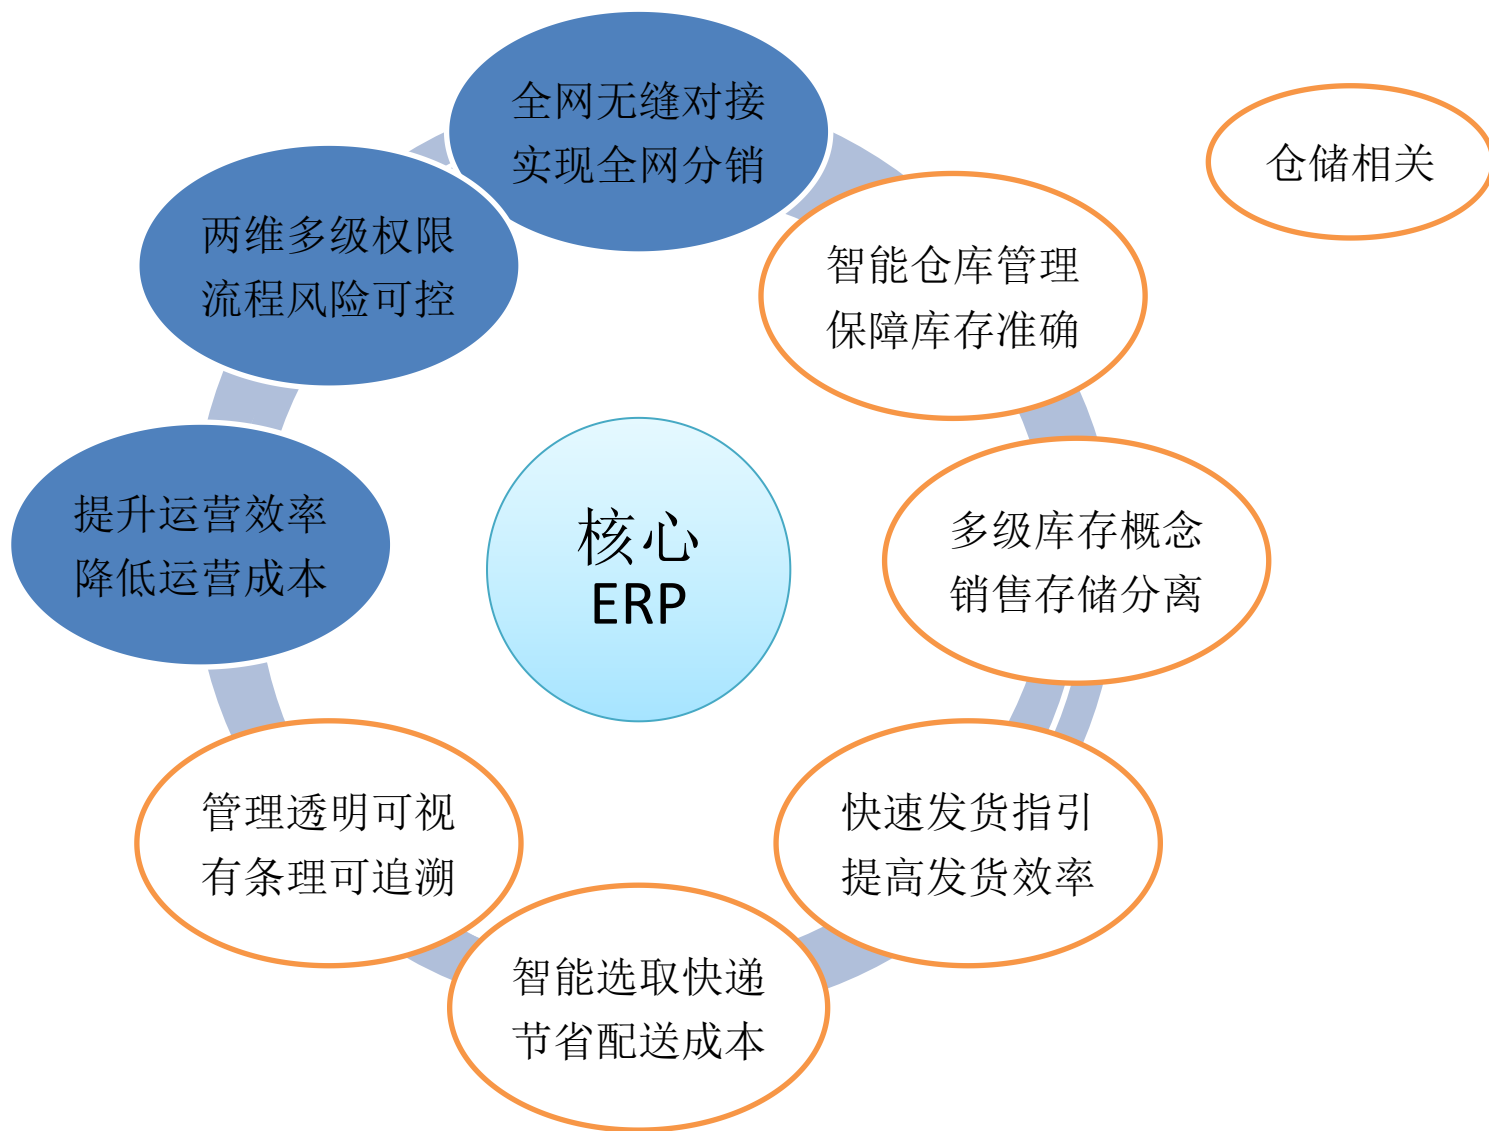 全网无缝对接
实现全网分销
仓储相关
两维多级权限
流程风险可控
智能仓库管理
保障库存准确
提升运营效率
降低运营成本
核心
ERP
多级库存概念
销售存储分离
管理透明可视
有条理可追溯
快速发货指引
提高发货效率
智能选取快递
节省配送成本